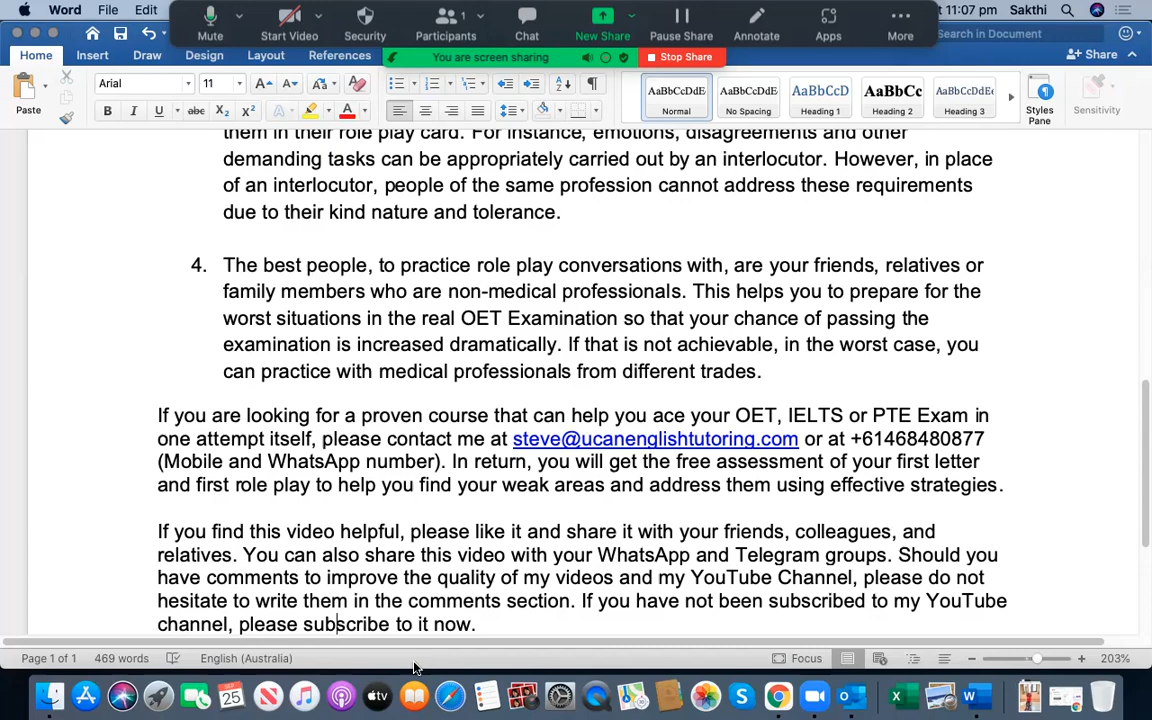 Word File Edit 11:07 pm Sakthi
Mute Start Video Security 1 Participants Chat New Share Pause Share Annotate Apps More
Search in Document
Home Insert Draw Design Layout References You are screen sharing Stop Share Share
Paste Arial 11 A A Aa A
B I U abc X₂ X² A A
AaBbCcDdE Normal
AaBbCcDdE No Spacing
AaBbCcD Heading 1
AaBbCc Heading 2
AaBbCcDdEe Heading 3
Styles Pane
Sensitivity
them in their role play card. For instance, emotions, disagreements and other
demanding tasks can be appropriately carried out by an interlocutor. However, in place
of an interlocutor, people of the same profession cannot address these requirements
due to their kind nature and tolerance.
4. The best people, to practice role play conversations with, are your friends, relatives or
family members who are non-medical professionals. This helps you to prepare for the
worst situations in the real OET Examination so that your chance of passing the
examination is increased dramatically. If that is not achievable, in the worst case, you
can practice with medical professionals from different trades.
If you are looking for a proven course that can help you ace your OET, IELTS or PTE Exam in
one attempt itself, please contact me at steve@ucanenglishtutoring.com or at +61468480877
(Mobile and WhatsApp number). In return, you will get the free assessment of your first letter
and first role play to help you find your weak areas and address them using effective strategies.
If you find this video helpful, please like it and share it with your friends, colleagues, and
relatives. You can also share this video with your WhatsApp and Telegram groups. Should you
have comments to improve the quality of my videos and my YouTube Channel, please do not
hesitate to write them in the comments section. If you have not been subscribed to my YouTube
channel, please subscribe to it now.
Page 1 of 1 469 words English (Australia) Focus 203%
SEP 25 tv